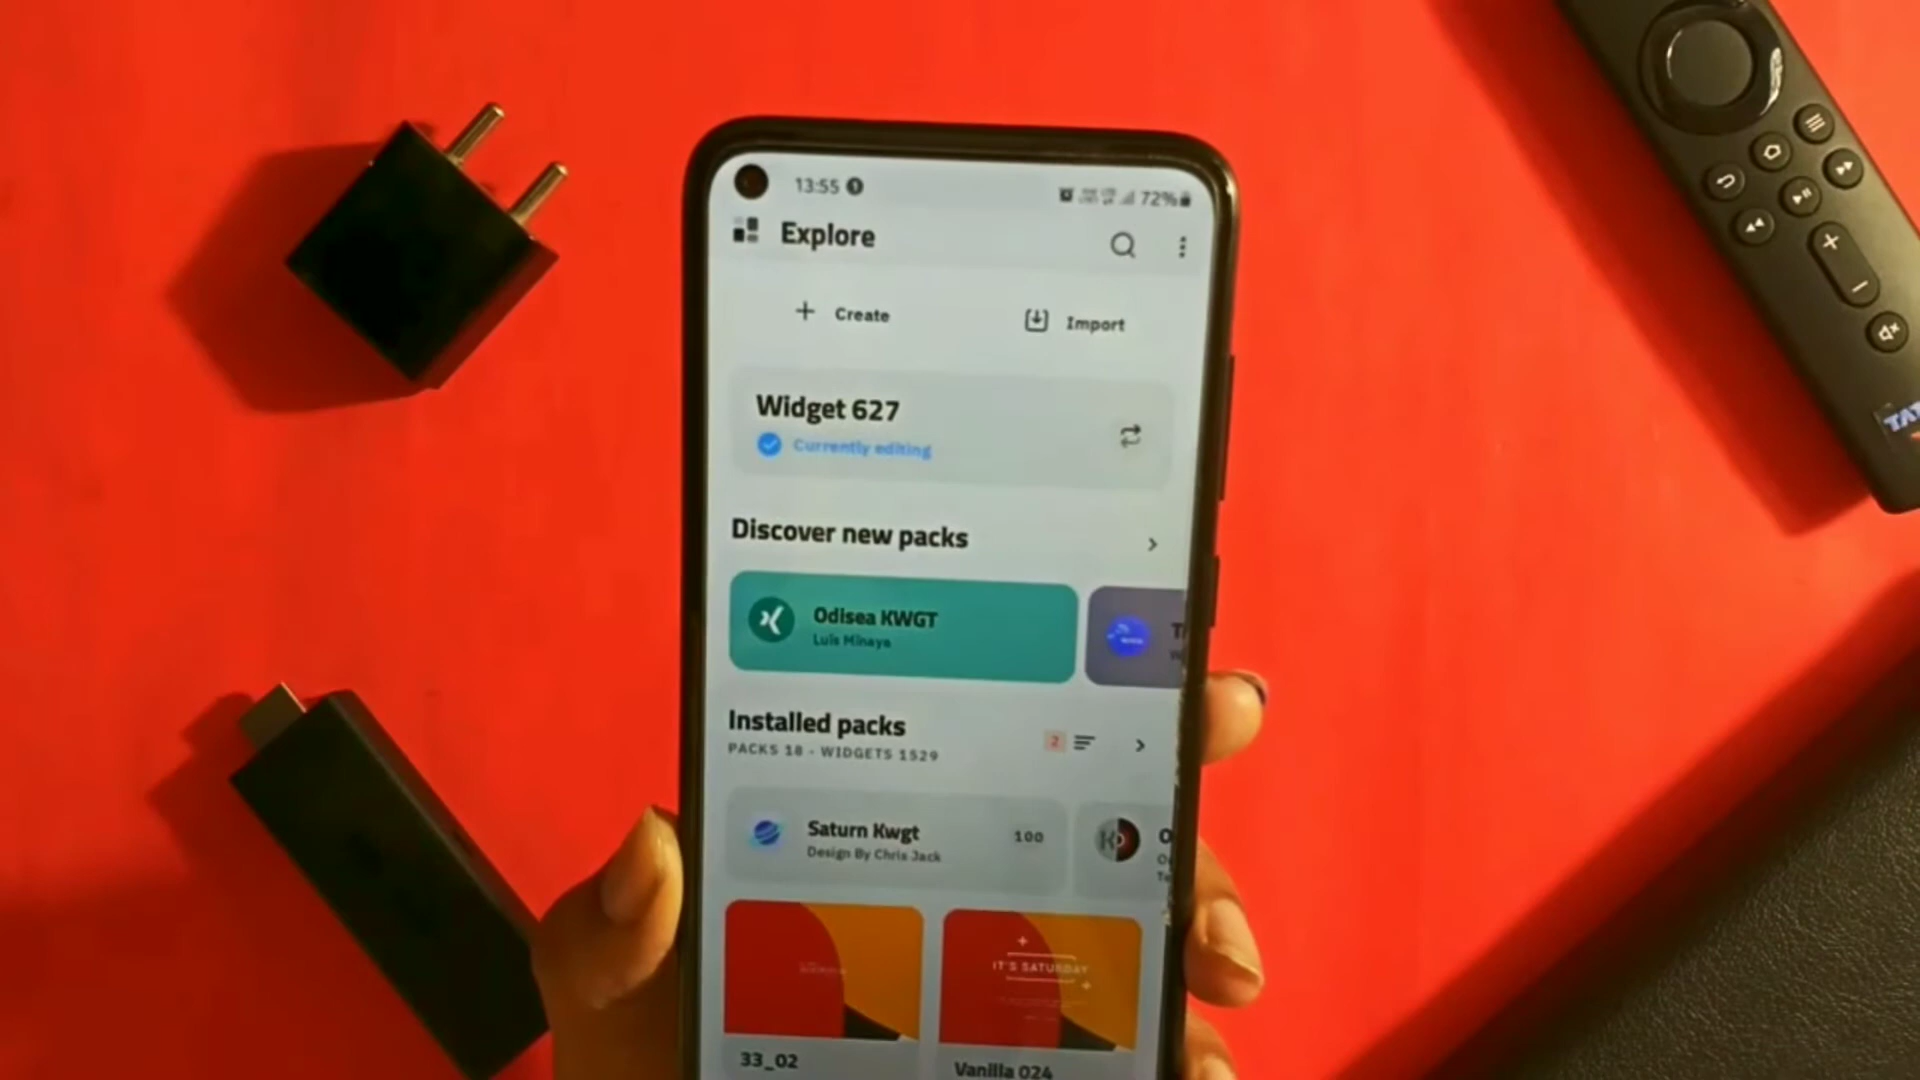 13:55
72%
Explore
Create
Import
Widget 627
Currently editing
Discover new packs
Odisea KWGT
Luis Minaya
Installed packs
PACKS 18 - WIDGETS 1529
2
Saturn Kwgt
Design By Chris Jack
100
IT'S SATURDAY
33_02
Vanilla 024